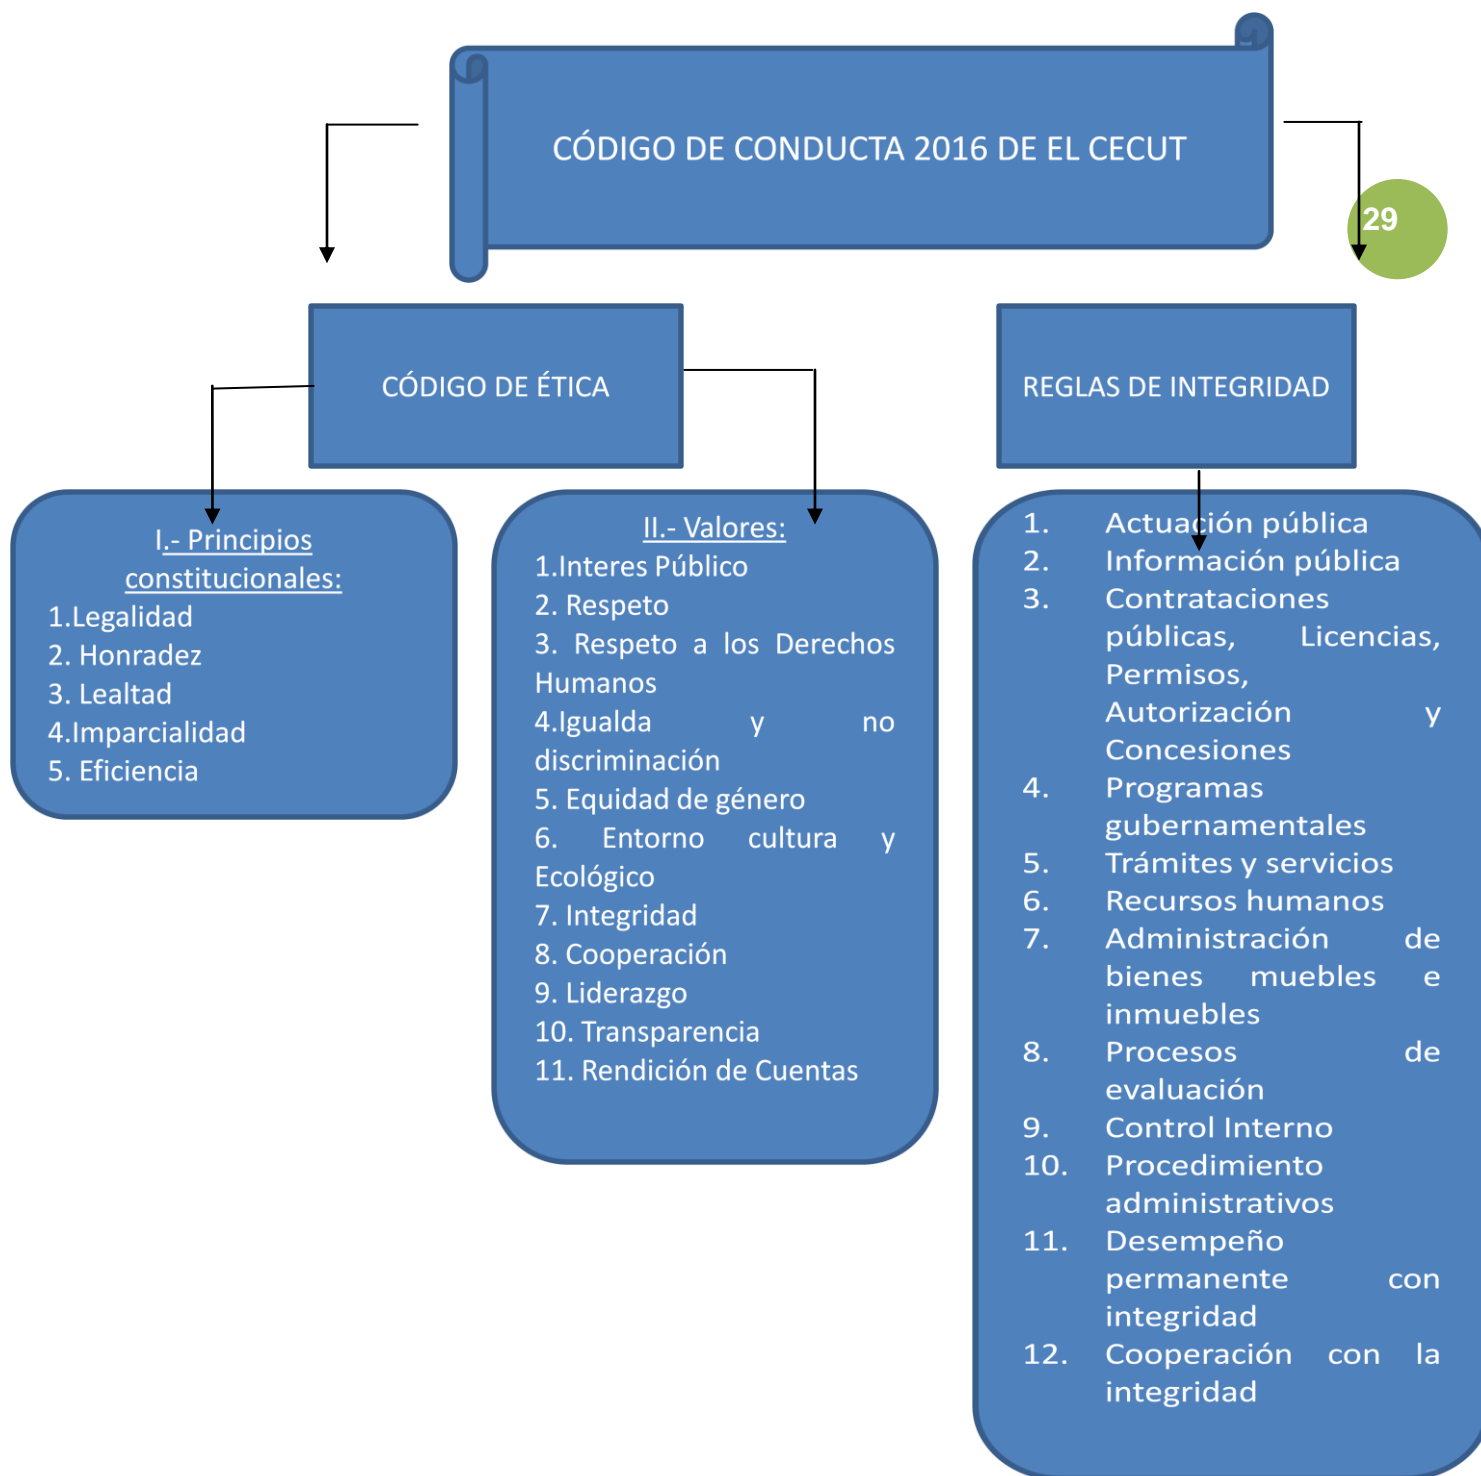 CÓDIGO DE CONDUCTA 2016 DE EL CECUT
29
CÓDIGO DE ÉTICA
REGLAS DE INTEGRIDAD
I.- Principios
constitucionales:
1.Legalidad
2. Honradez
3. Lealtad
4.Imparcialidad
5. Eficiencia
II.- Valores:
1.Interes Público
2. Respeto
3. Respeto a los Derechos
Humanos
4.Igualda y no
discriminación
5. Equidad de género
6. Entorno cultura y
Ecológico
7. Integridad
8. Cooperación
9. Liderazgo
10. Transparencia
11. Rendición de Cuentas
1. Actuación pública
2. Información pública
3. Contrataciones
públicas, Licencias,
Permisos,
Autorización y
Concesiones
4. Programas
gubernamentales
5. Trámites y servicios
6. Recursos humanos
7. Administración de
bienes muebles e
inmuebles
8. Procesos de
evaluación
9. Control Interno
10. Procedimiento
administrativos
11. Desempeño
permanente con
integridad
12. Cooperación con la
integridad